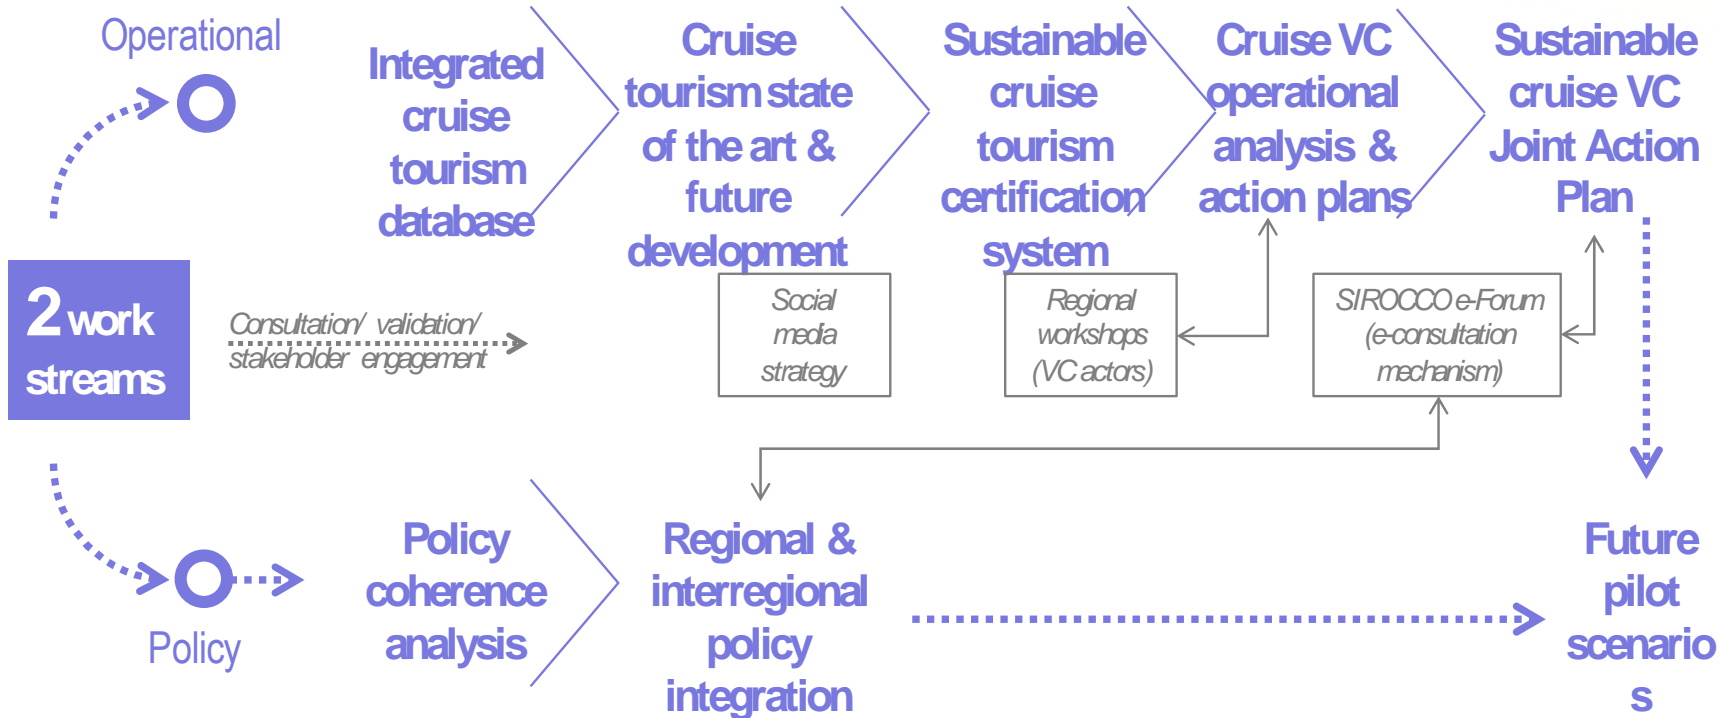 Operational
Integrated
cruise
tourism
database
Cruise
tourism state
of the art &
future
development
Sustainable
cruise
tourism
certification
system
Cruise VC
operational
analysis &
action plans
Sustainable
cruise VC
Joint Action
Plan
2 work
streams
Consultation/ validation/
stakeholder engagement
Social
media
strategy
Regional
workshops
(VC actors)
SIROCCO e-Forum
(e-consultation
mechanism)
Policy
Policy
coherence
analysis
Regional &
interregional
policy
integration
Future
pilot
scenario
s